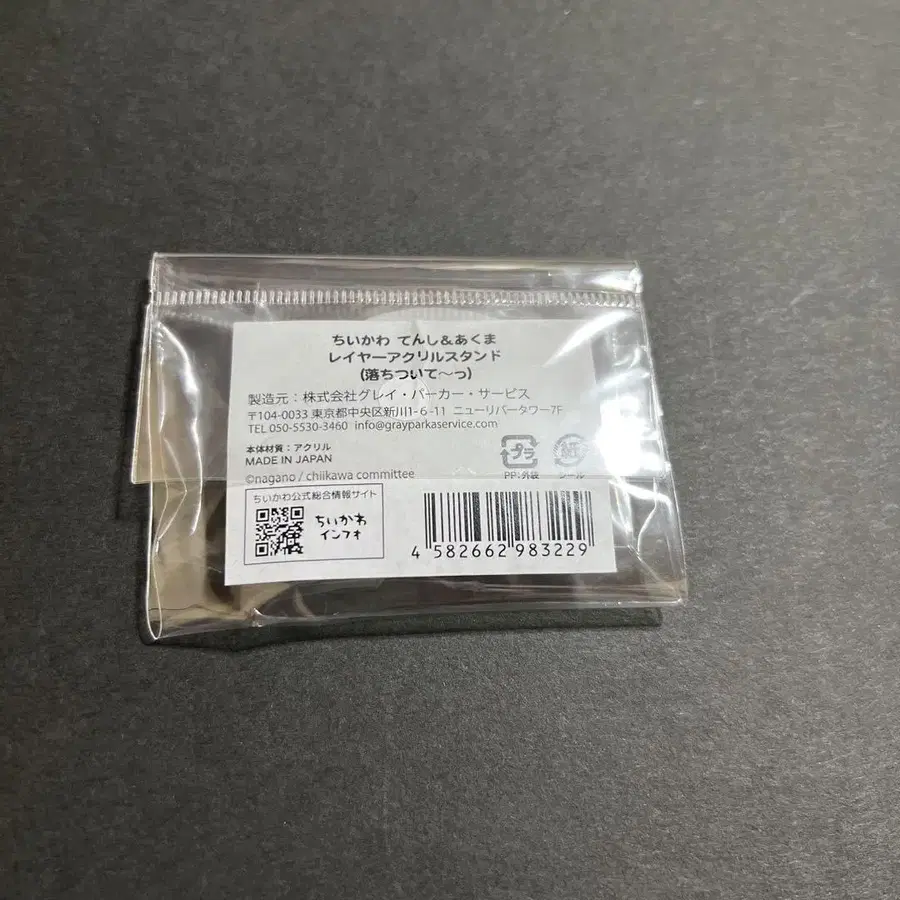 ちいかわ てんし&あくま
レイヤーアクリルスタンド
(落ちついて〜っ)
製造元:株式会社グレイ・パーカー・サービス
〒104-0033 東京都中央区新川1-6-11 ニューリバータワー7F
TEL 050-5530-3460 info@grayparkaservice.com
本体材質:アクリル
MADE IN JAPAN
©nagano / chiikawa committee
プラ
PP:外袋
紙
シール
ちいかわ公式総合情報サイト
ちいかわ
インフォ
4 582662 983229